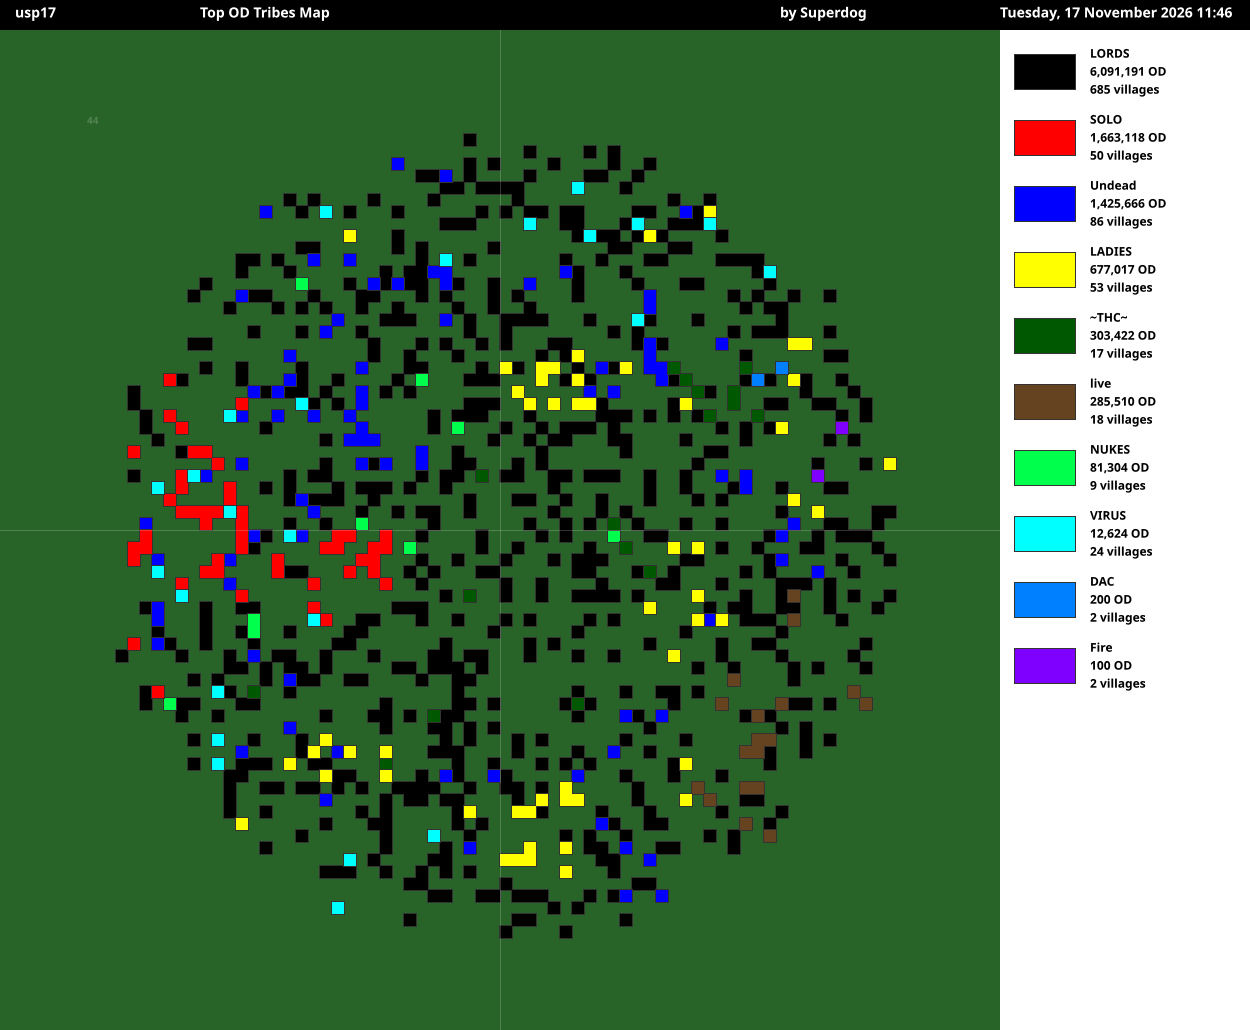 usp17 Top OD Tribes Map by Superdog Tuesday, 17 November 2026 11:46
44
LORDS
6,091,191 OD
685 villages
SOLO
1,663,118 OD
50 villages
Undead
1,425,666 OD
86 villages
LADIES
677,017 OD
53 villages
~THC~
303,422 OD
17 villages
live
285,510 OD
18 villages
NUKES
81,304 OD
9 villages
VIRUS
12,624 OD
24 villages
DAC
200 OD
2 villages
Fire
100 OD
2 villages